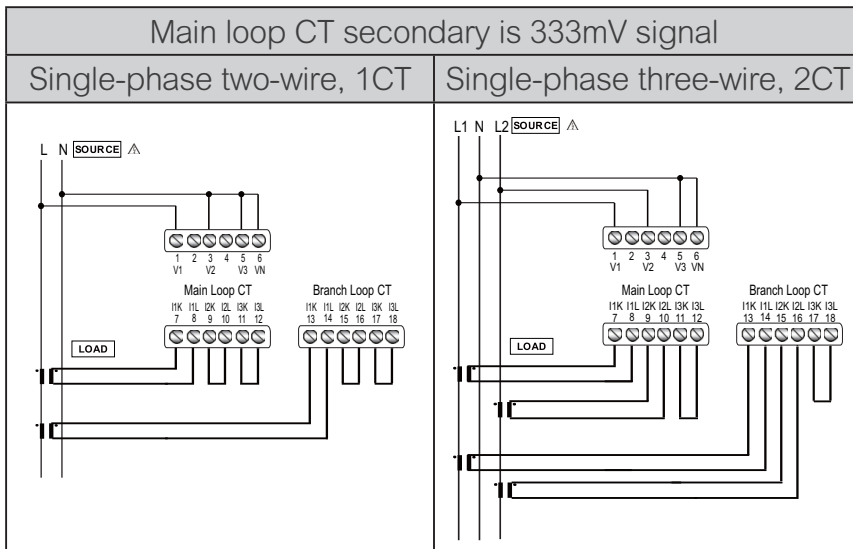 Main loop CT secondary is 333mV signal
Single-phase two-wire, 1CT
Single-phase three-wire, 2CT
L N SOURCE ⚠
1 2 3 4 5 6
V1 V2 V3 VN
Main Loop CT
I1K I1L I2K I2L I3K I3L
7 8 9 10 11 12
Branch Loop CT
I1K I1L I2K I2L I3K I3L
13 14 15 16 17 18
LOAD
L1 N L2 SOURCE ⚠
1 2 3 4 5 6
V1 V2 V3 VN
Main Loop CT
I1K I1L I2K I2L I3K I3L
7 8 9 10 11 12
Branch Loop CT
I1K I1L I2K I2L I3K I3L
13 14 15 16 17 18
LOAD